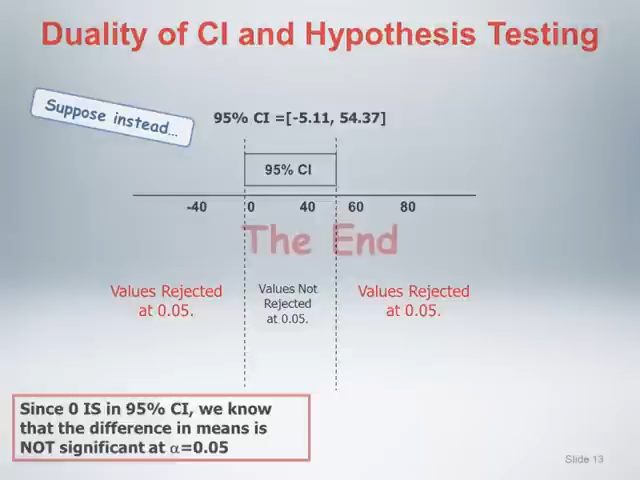 Duality of CI and Hypothesis Testing
Suppose instead…
95% CI =[-5.11, 54.37]
95% CI
-40 0 40 60 80
The End
Values Rejected
at 0.05.
Values Not
Rejected
at 0.05.
Values Rejected
at 0.05.
Since 0 IS in 95% CI, we know
that the difference in means is
NOT significant at α=0.05
Slide 13